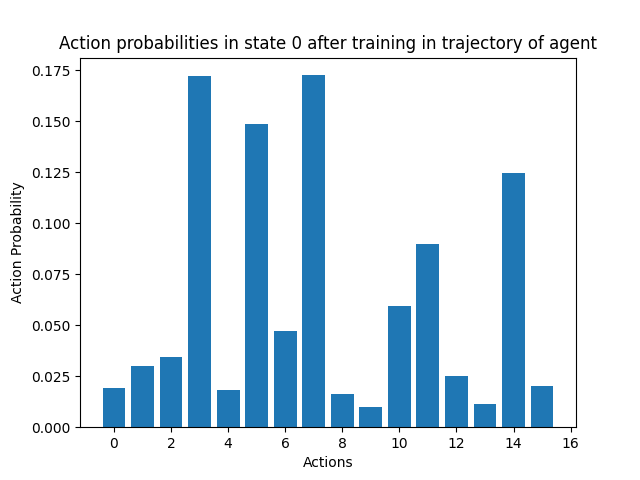 Action probabilities in state 0 after training in trajectory of agent
0.175
0.150
0.125
0.100
0.075
0.050
0.025
0.000
Action Probability
0 2 4 6 8 10 12 14 16
Actions